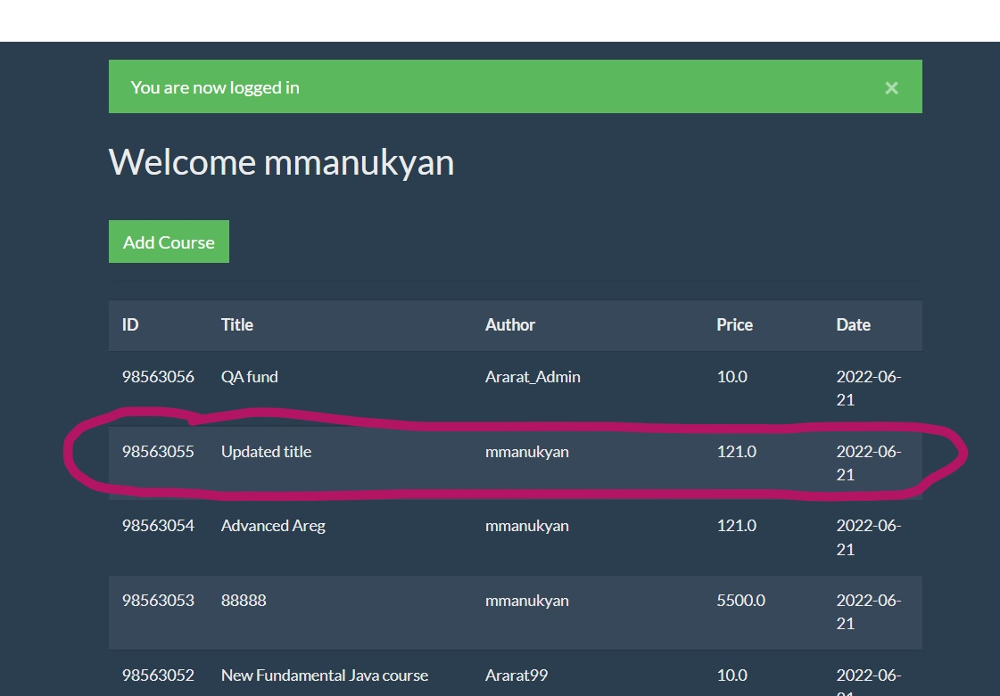 You are now logged in ×
Welcome mmanukyan
Add Course
ID Title Author Price Date
98563056 QA fund Ararat_Admin 10.0 2022-06-
21
98563055 Updated title mmanukyan 121.0 2022-06-
21
98563054 Advanced Areg mmanukyan 121.0 2022-06-
21
98563053 88888 mmanukyan 5500.0 2022-06-
21
98563052 New Fundamental Java course Ararat99 10.0 2022-06-